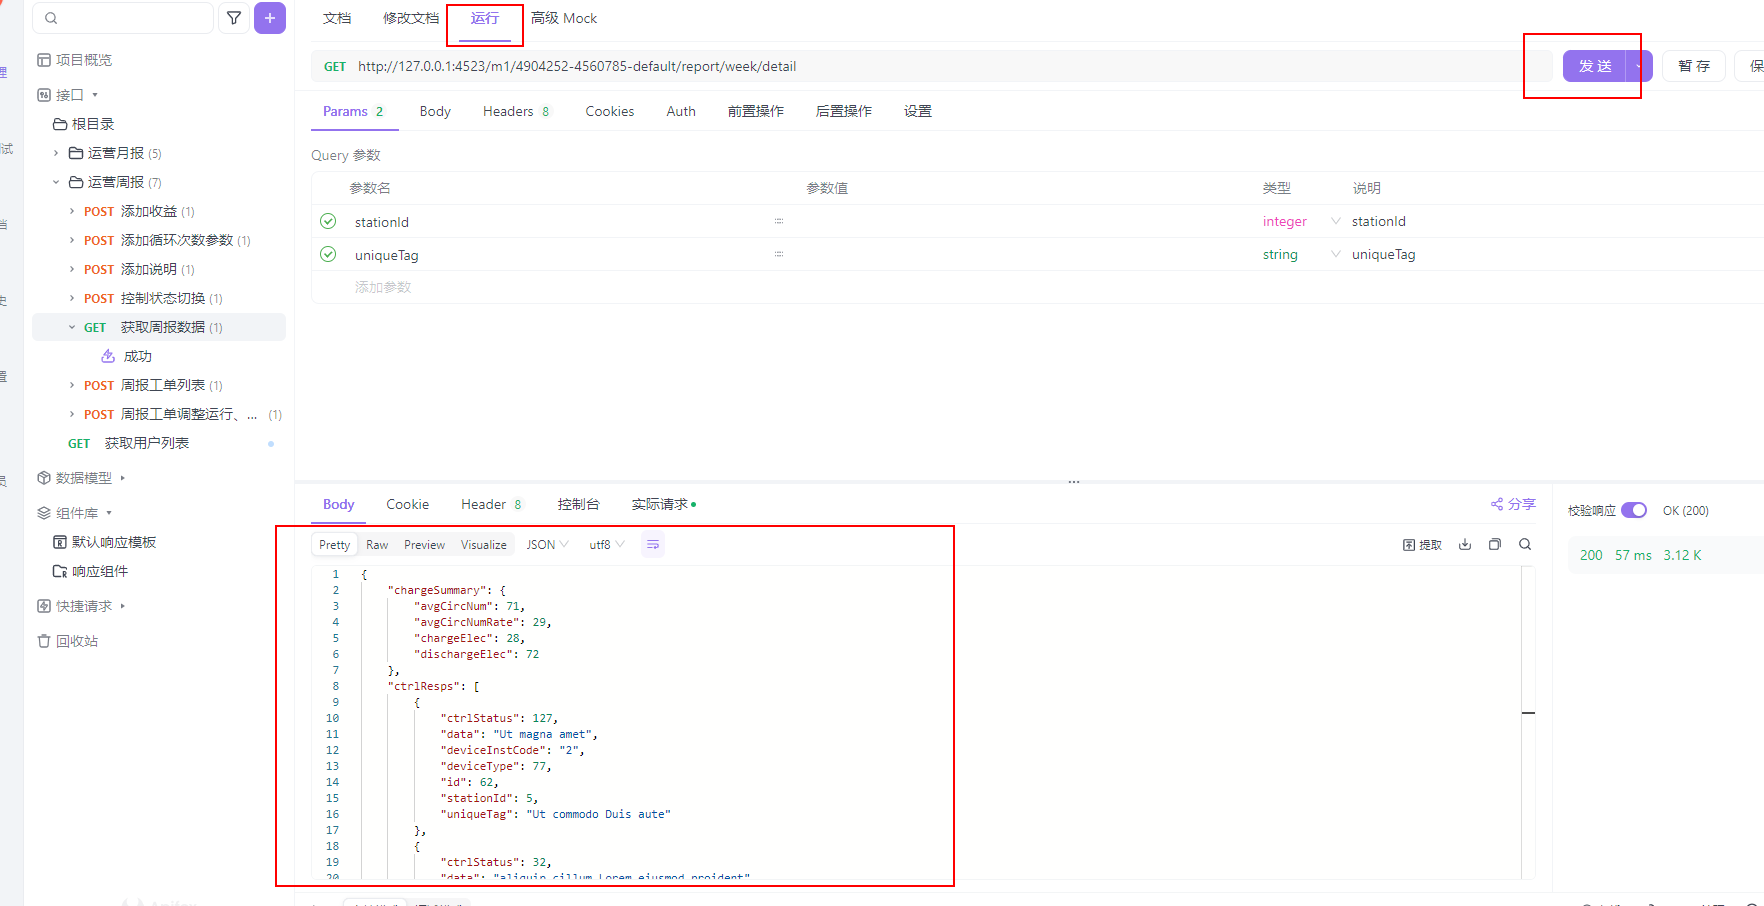 文档 修改文档 运行 高级 Mock
GET http://127.0.0.1:4523/m1/4904252-4560785-default/report/week/detail 发 送 暂 存 保
Params 2 Body Headers 8 Cookies Auth 前置操作 后置操作 设置
Query 参数
参数名 参数值 类型 说明
stationId integer stationId
uniqueTag string uniqueTag
添加参数
项目概览
接口
根目录
运营月报 (5)
运营周报 (7)
POST 添加收益 (1)
POST 添加循环次数参数 (1)
POST 添加说明 (1)
POST 控制状态切换 (1)
GET 获取周报数据 (1)
成功
POST 周报工单列表 (1)
POST 周报工单调整运行、... (1)
GET 获取用户列表
数据模型
组件库
默认响应模板
响应组件
快捷请求
回收站
理
试
档
史
置
员
Body Cookie Header 8 控制台 实际请求 分享
校验响应 OK (200)
200 57 ms 3.12 K
Pretty Raw Preview Visualize JSON utf8 提取
1 {
2 "chargeSummary": {
3 "avgCircNum": 71,
4 "avgCircNumRate": 29,
5 "chargeElec": 28,
6 "dischargeElec": 72
7 },
8 "ctrlResps": [
9 {
10 "ctrlStatus": 127,
11 "data": "Ut magna amet",
12 "deviceInstCode": "2",
13 "deviceType": 77,
14 "id": 62,
15 "stationId": 5,
16 "uniqueTag": "Ut commodo Duis aute"
17 },
18 {
19 "ctrlStatus": 32,
20 "data": "aliquip cillum Lorem eiusmod proident"